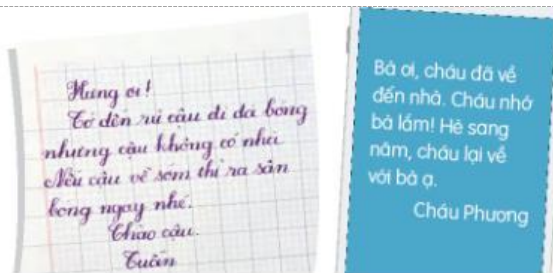 Hưng ơi!
Tớ đến rủ cậu đi đá bóng
nhưng cậu không có nhà.
Nếu cậu về sớm thì ra sân
bóng ngay nhé.
Chào cậu.
Tuấn
Bà ơi, cháu đã về
đến nhà. Cháu nhớ
bà lắm! Hè sang
năm, cháu lại về
với bà ạ.
Cháu Phương